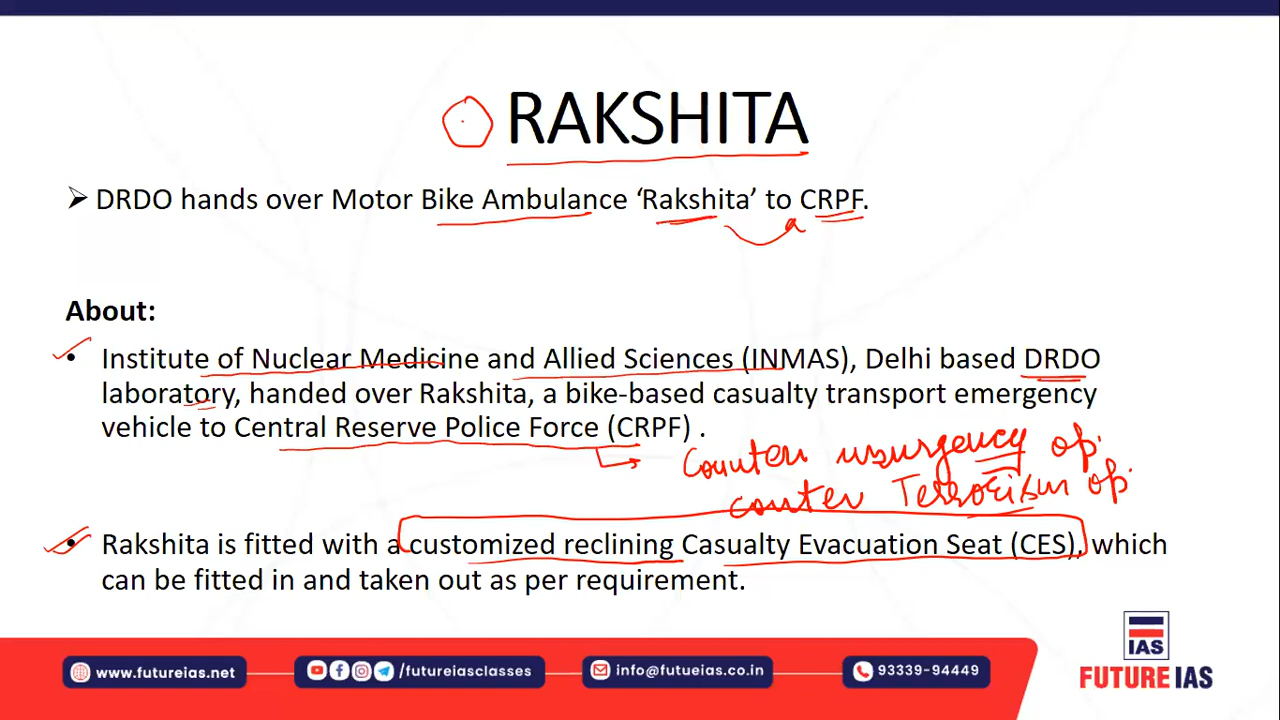 RAKSHITA
➢ DRDO hands over Motor Bike Ambulance ‘Rakshita’ to CRPF.
About:
• Institute of Nuclear Medicine and Allied Sciences (INMAS), Delhi based DRDO
laboratory, handed over Rakshita, a bike-based casualty transport emergency
vehicle to Central Reserve Police Force (CRPF) .
Counter insurgency op.
counter Terrorism op.
• Rakshita is fitted with a customized reclining Casualty Evacuation Seat (CES), which
can be fitted in and taken out as per requirement.
www.futureias.net /futureiasclasses info@futueias.co.in 93339-94449
IAS
FUTURE IAS